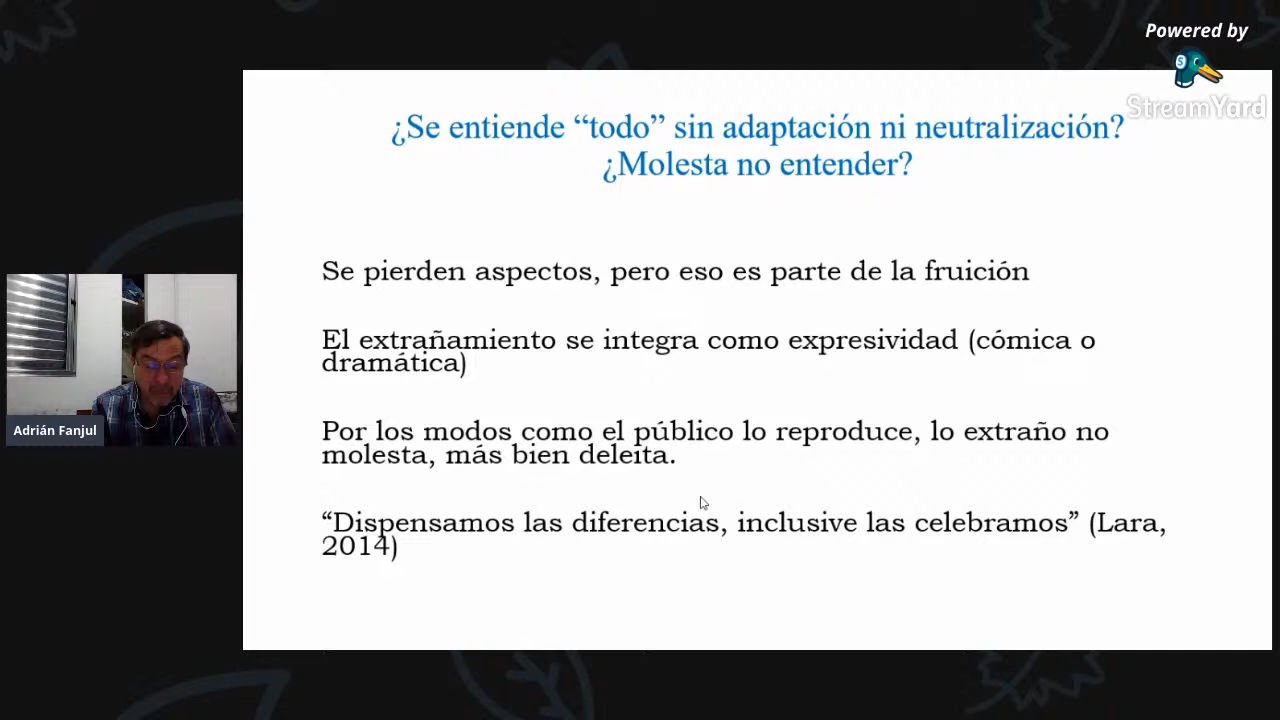 Powered by
StreamYard
¿Se entiende “todo” sin adaptación ni neutralización?
¿Molesta no entender?
Se pierden aspectos, pero eso es parte de la fruición
El extrañamiento se integra como expresividad (cómica o
dramática)
Por los modos como el público lo reproduce, lo extraño no
molesta, más bien deleita.
“Dispensamos las diferencias, inclusive las celebramos” (Lara,
2014)
Adrián Fanjul